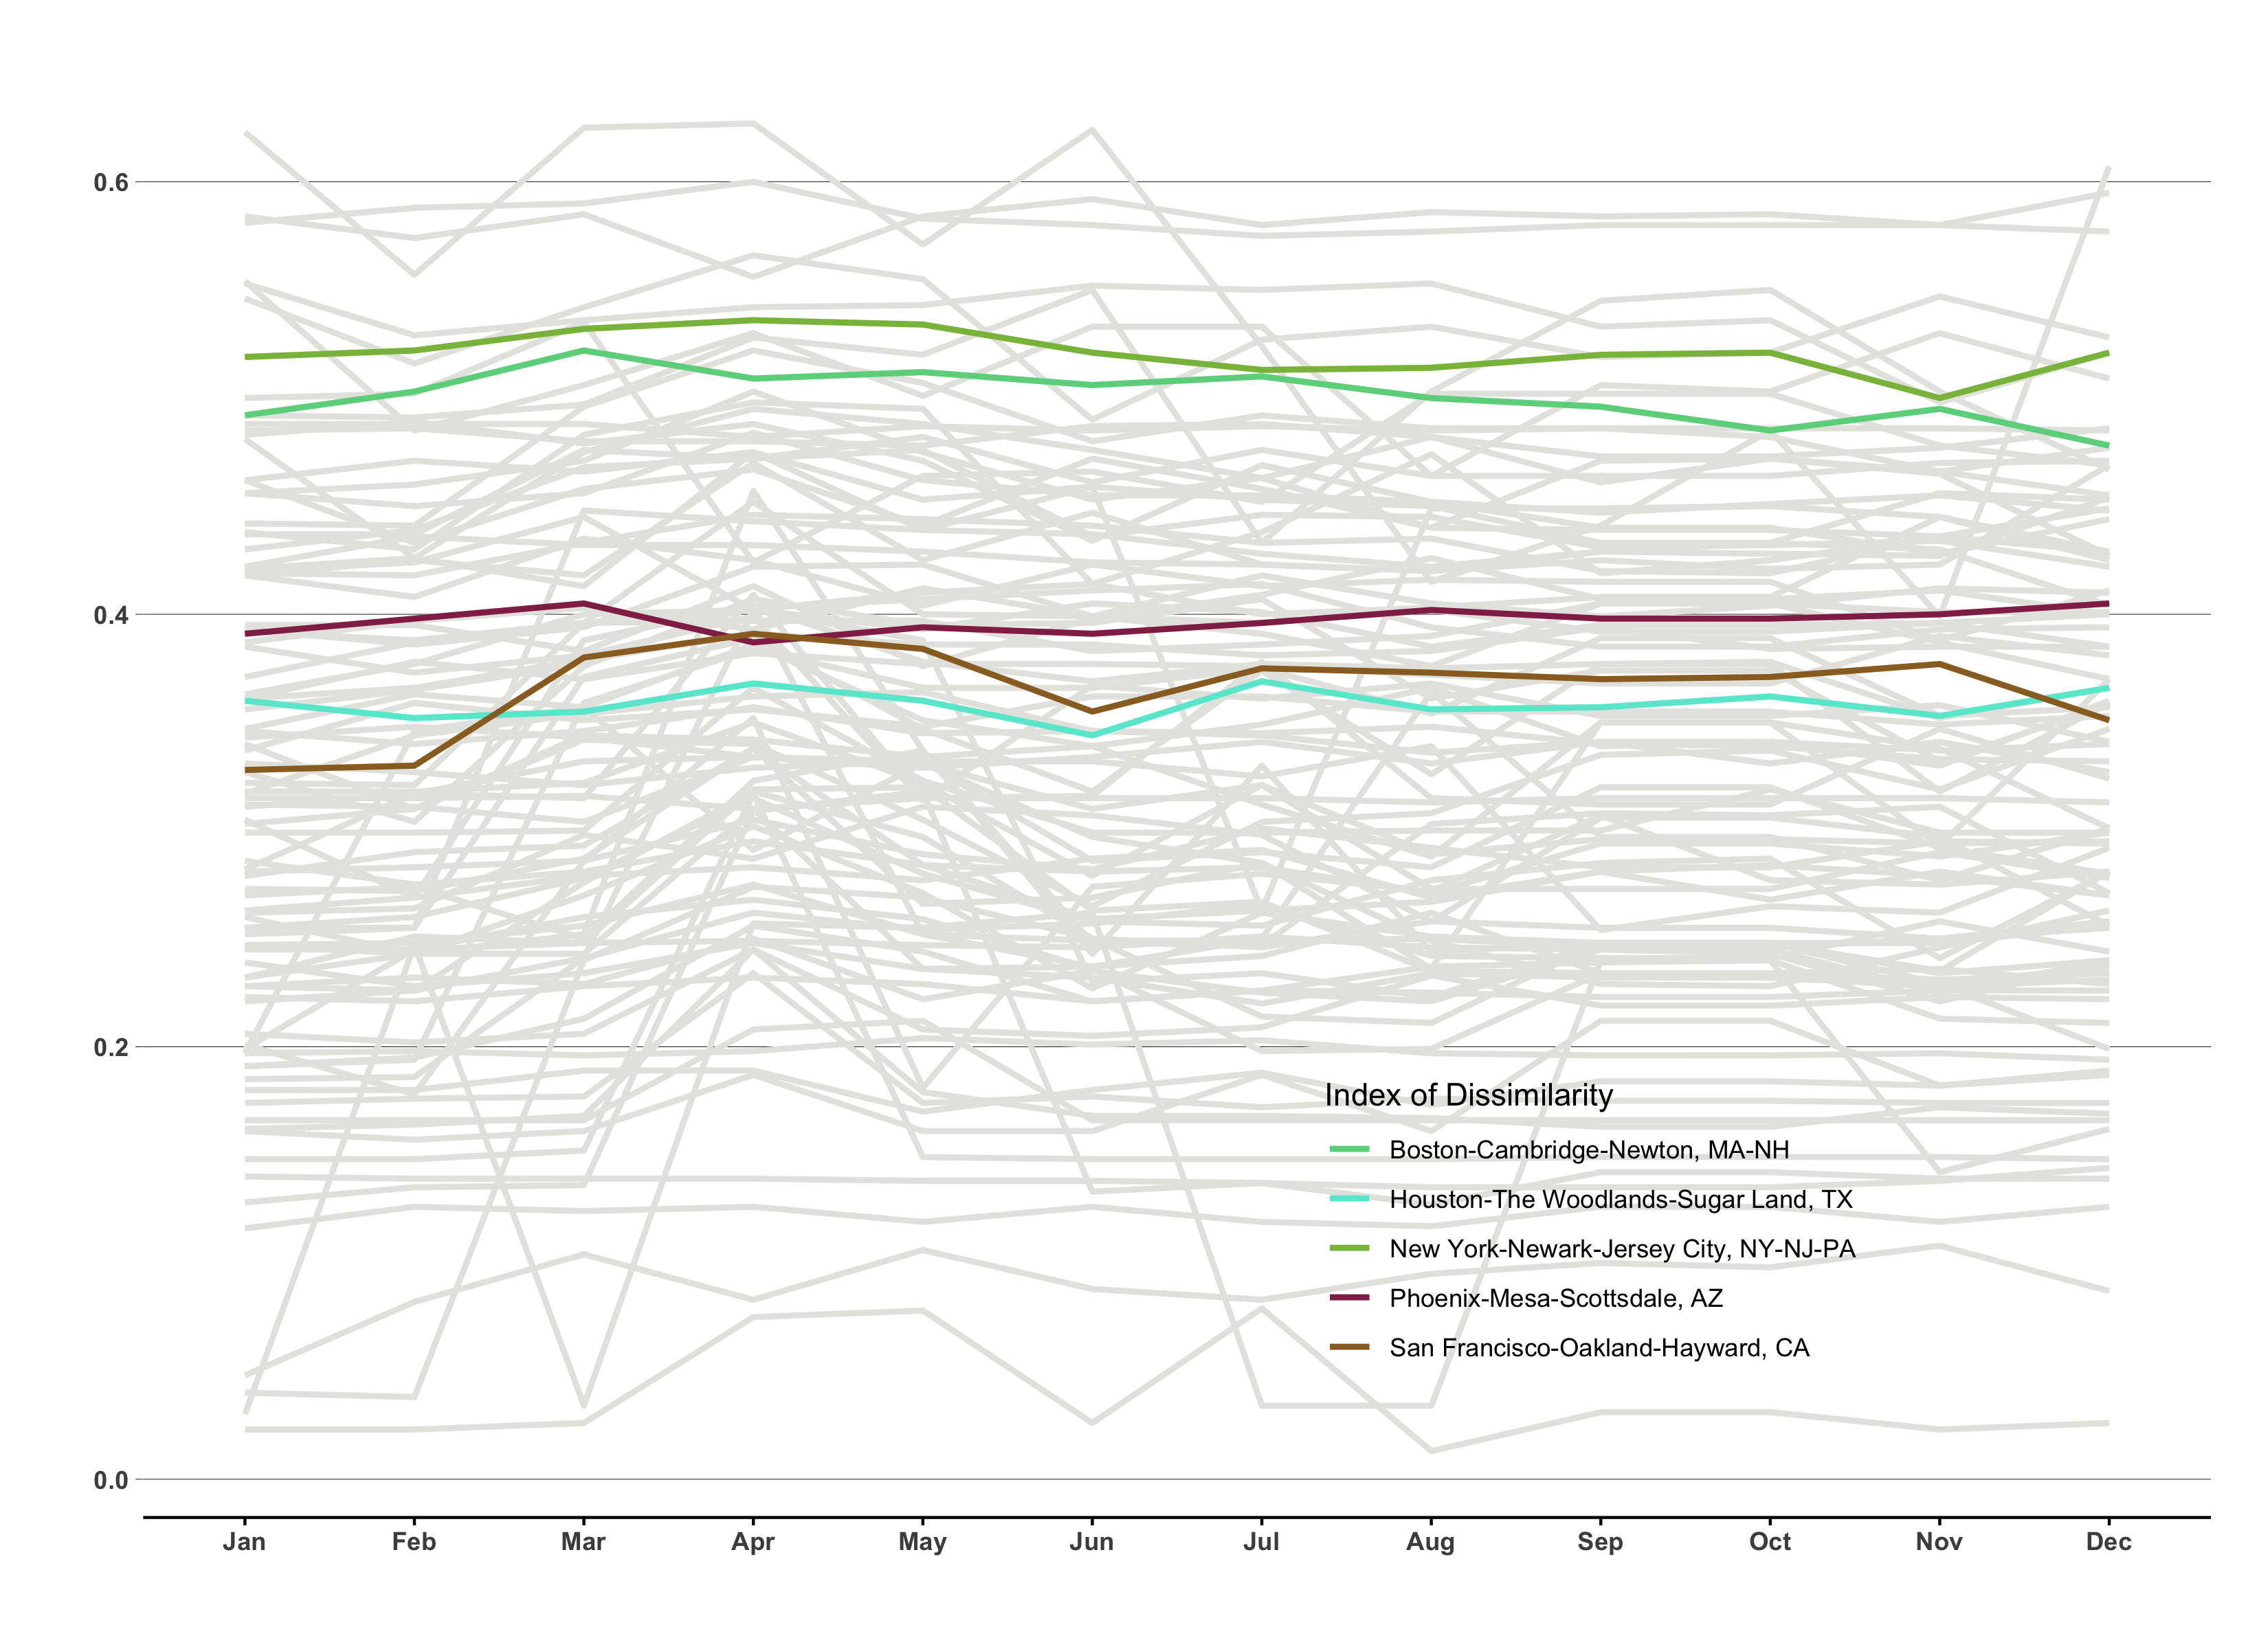 0.6
0.4
0.2
0.0
Index of Dissimilarity
Boston-Cambridge-Newton, MA-NH
Houston-The Woodlands-Sugar Land, TX
New York-Newark-Jersey City, NY-NJ-PA
Phoenix-Mesa-Scottsdale, AZ
San Francisco-Oakland-Hayward, CA
Jan Feb Mar Apr May Jun Jul Aug Sep Oct Nov Dec